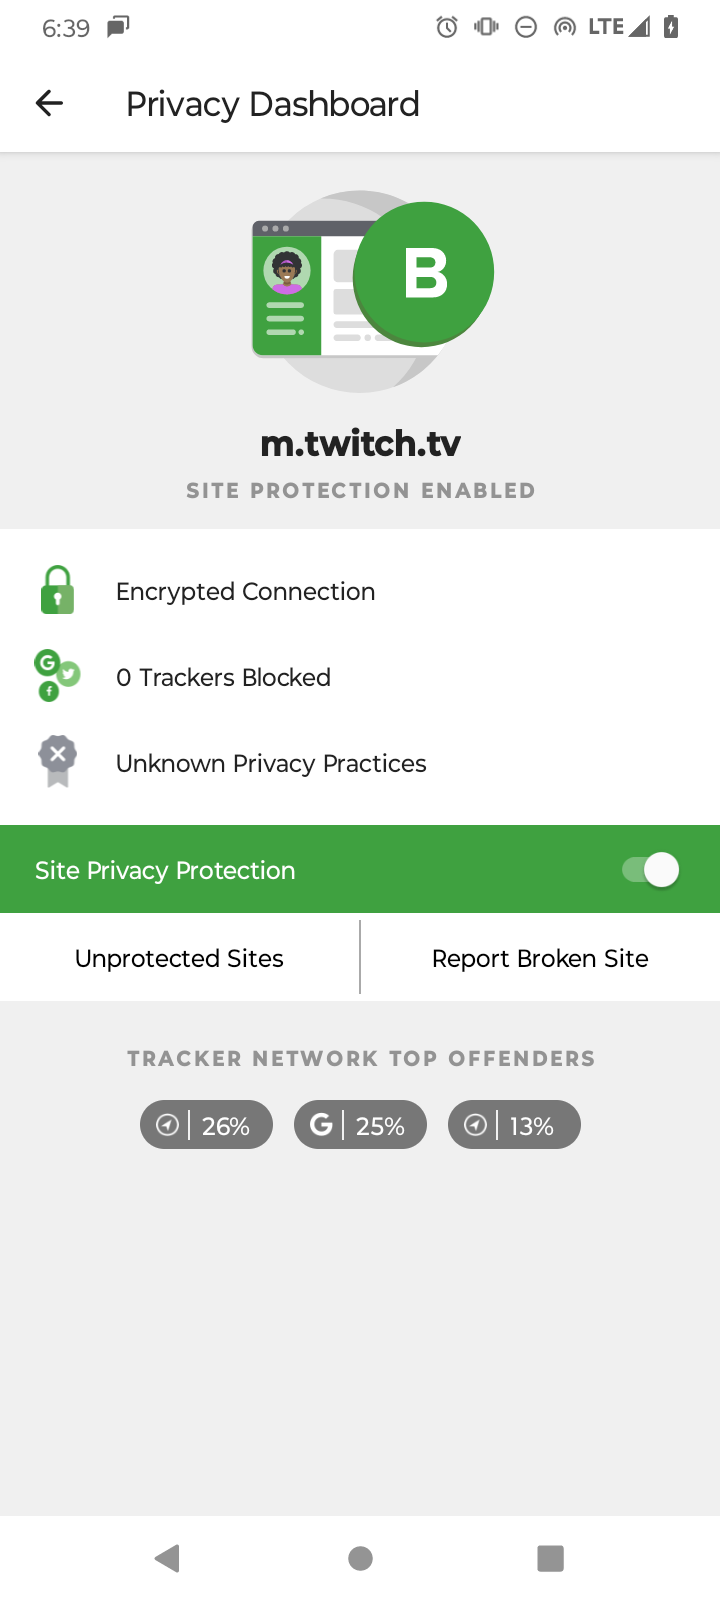 6:39
LTE
Privacy Dashboard
B
m.twitch.tv
SITE PROTECTION ENABLED
Encrypted Connection
G
f
0 Trackers Blocked
Unknown Privacy Practices
Site Privacy Protection
Unprotected Sites
Report Broken Site
TRACKER NETWORK TOP OFFENDERS
26%
G 25%
13%